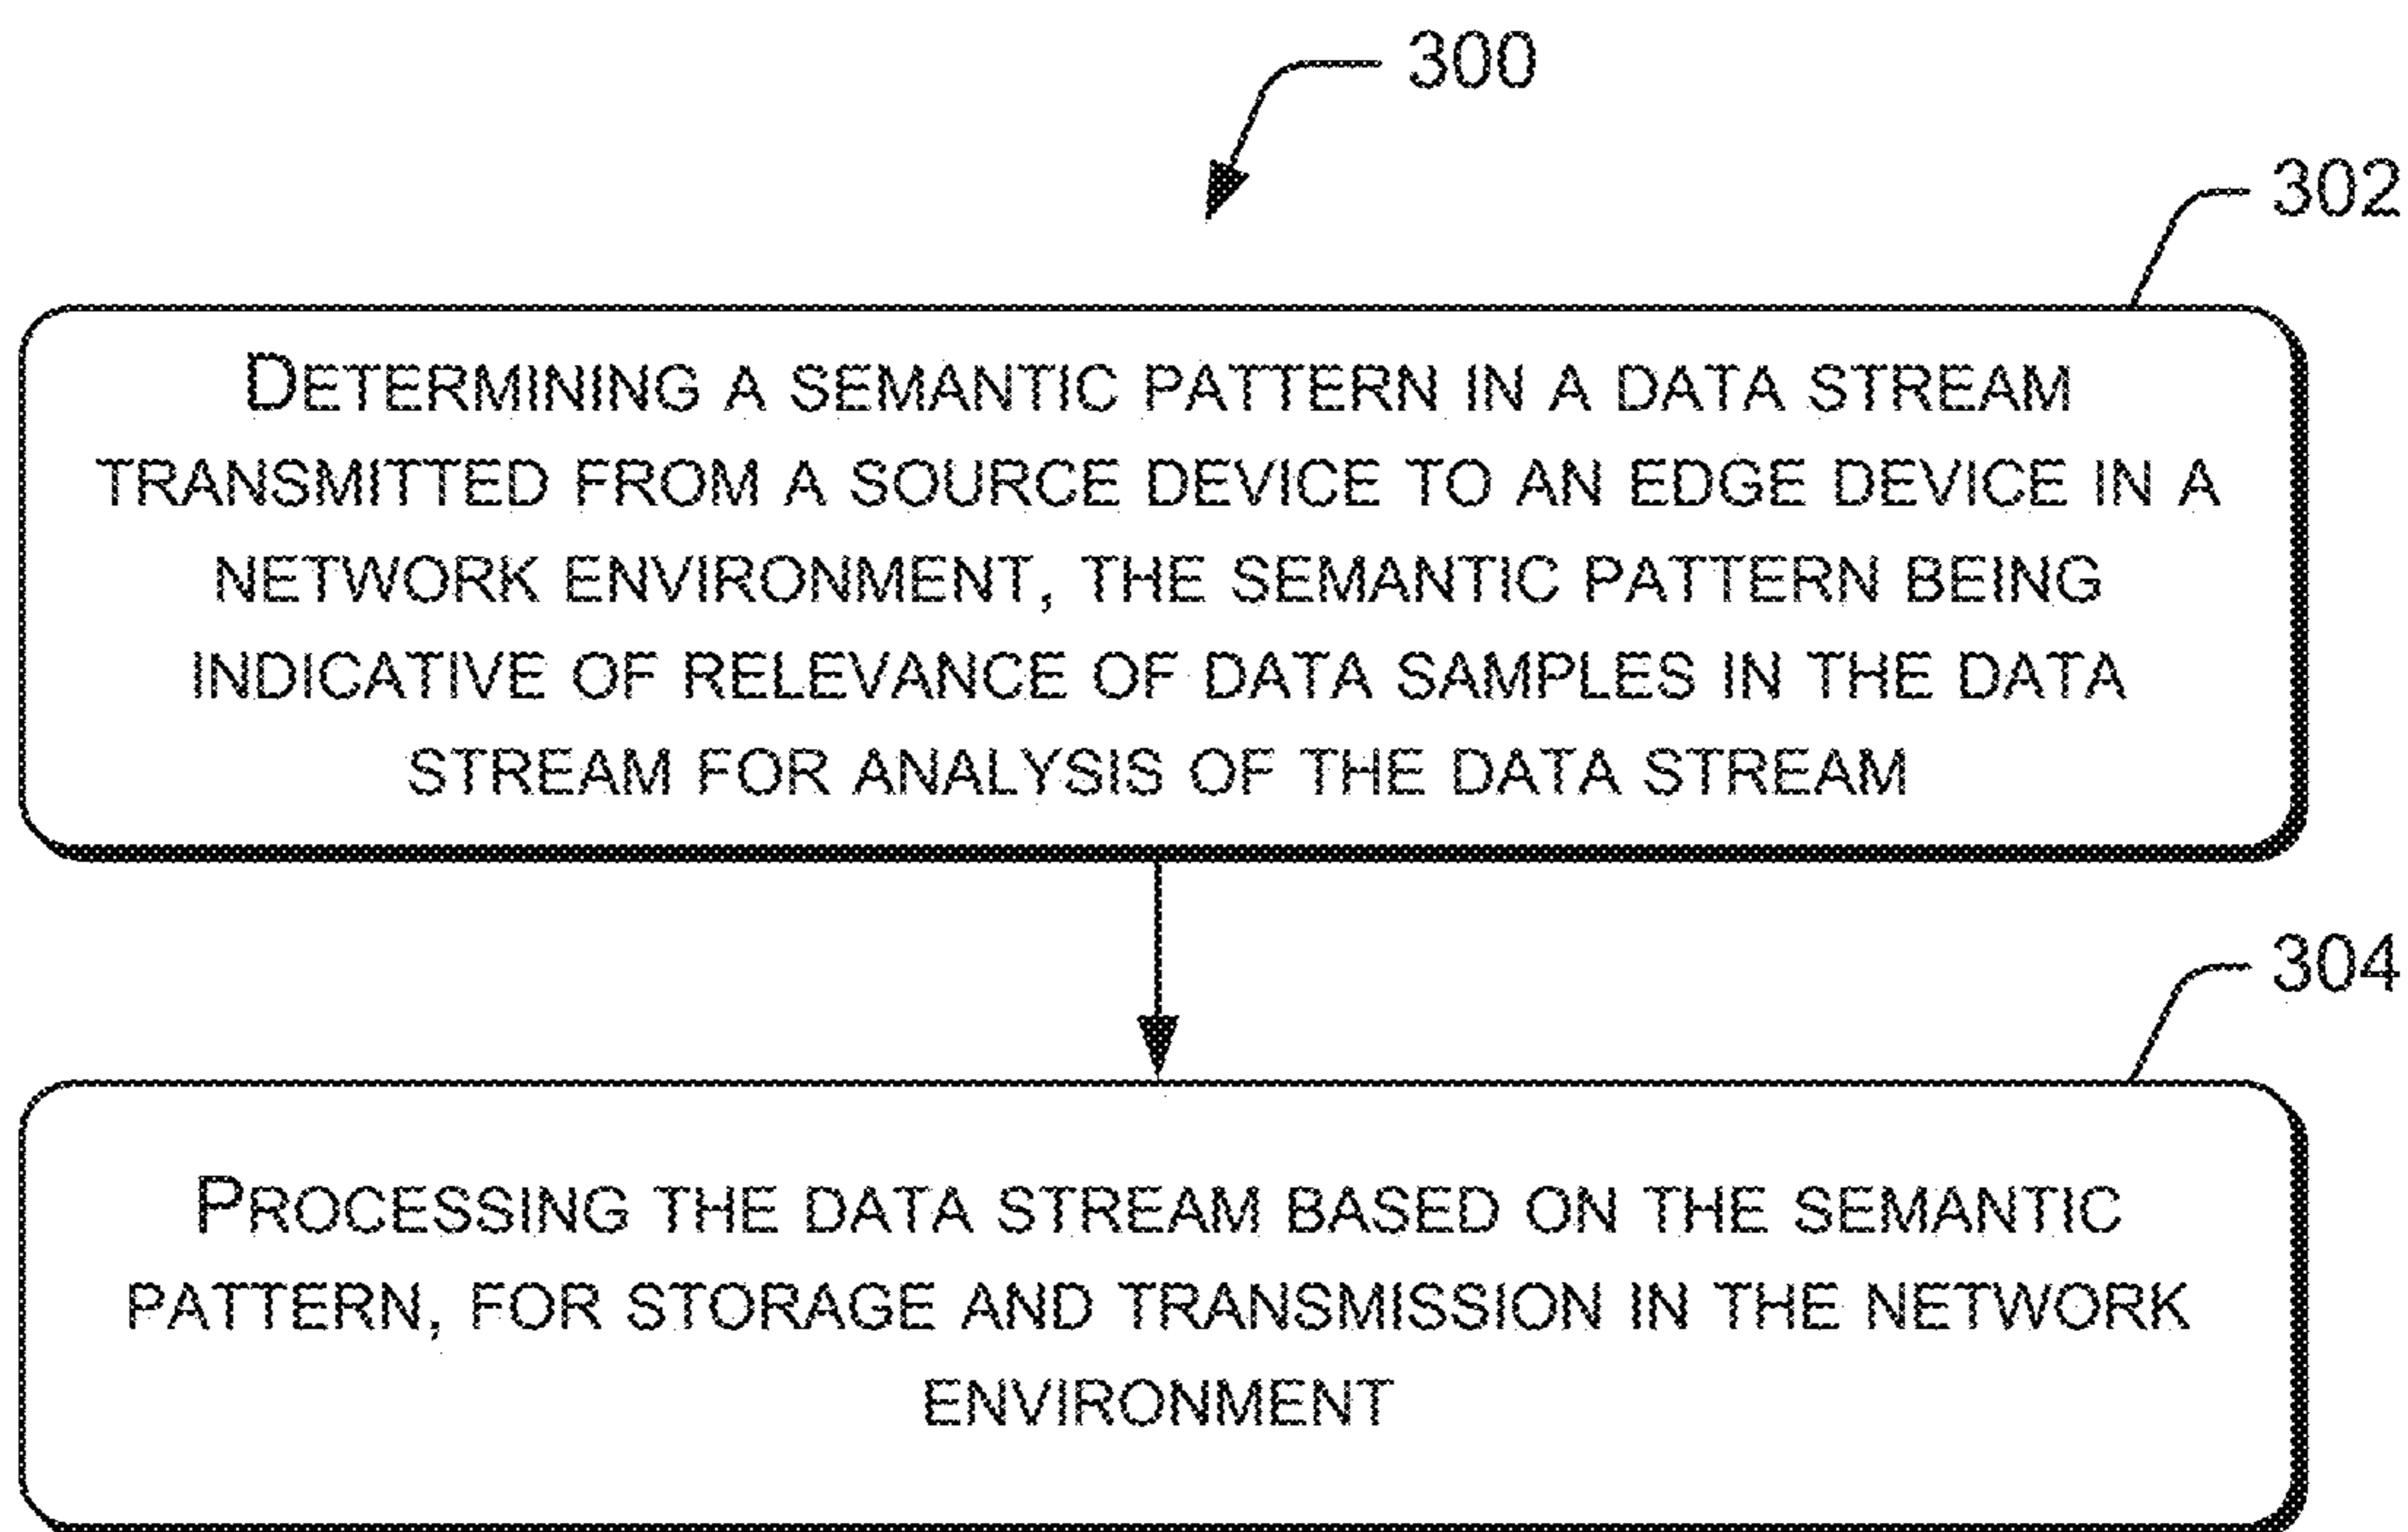 300
302
DETERMINING A SEMANTIC PATTERN IN A DATA STREAM
TRANSMITTED FROM A SOURCE DEVICE TO AN EDGE DEVICE IN A
NETWORK ENVIRONMENT, THE SEMANTIC PATTERN BEING
INDICATIVE OF RELEVANCE OF DATA SAMPLES IN THE DATA
STREAM FOR ANALYSIS OF THE DATA STREAM
304
PROCESSING THE DATA STREAM BASED ON THE SEMANTIC
PATTERN, FOR STORAGE AND TRANSMISSION IN THE NETWORK
ENVIRONMENT